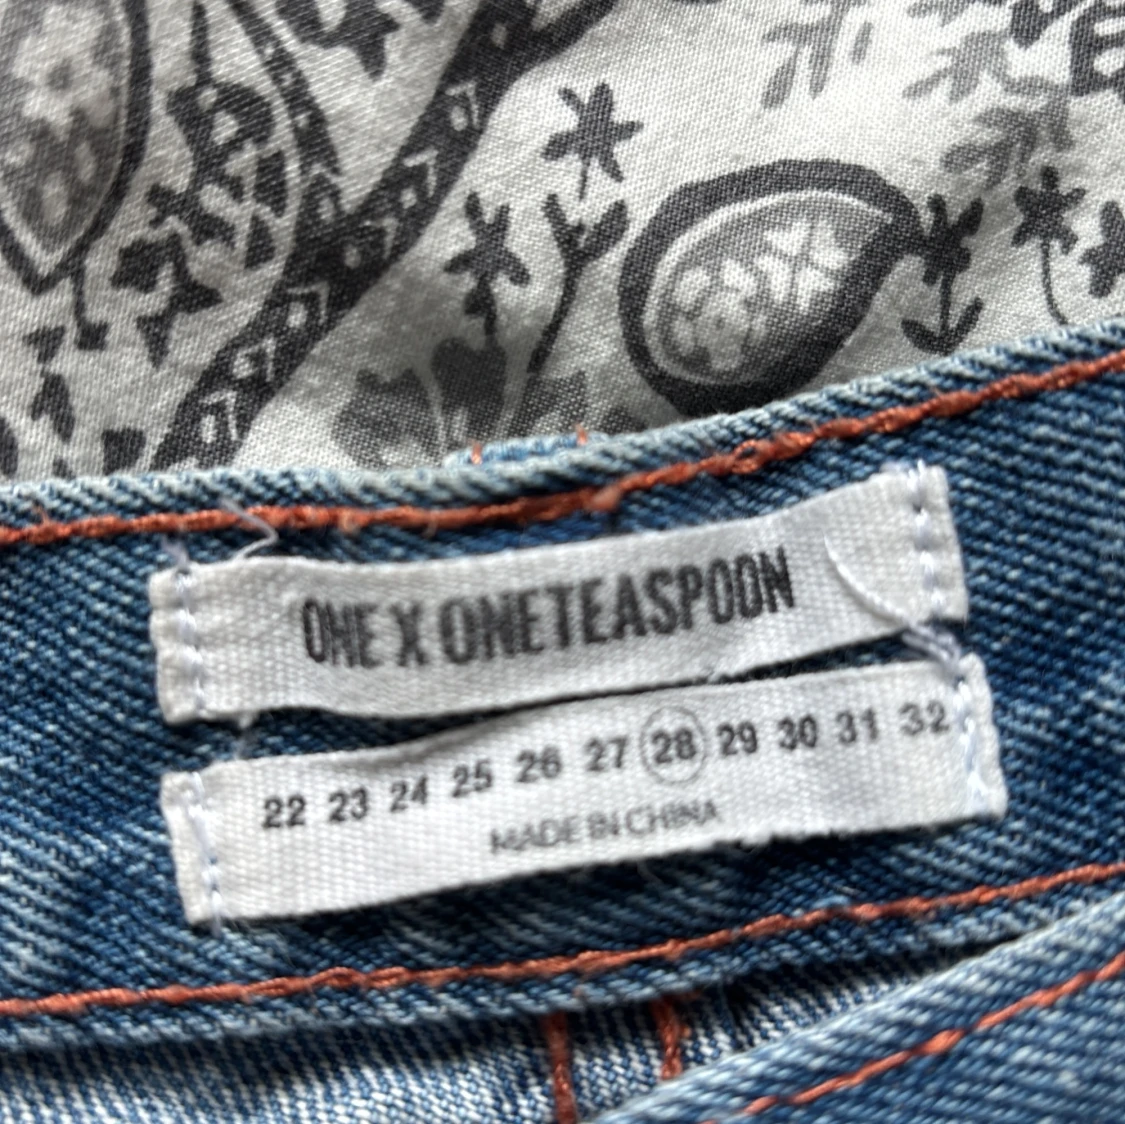 ONE X ONETEASPOON
22 23 24 25 26 27 28 29 30 31 32
MADE IN CHINA